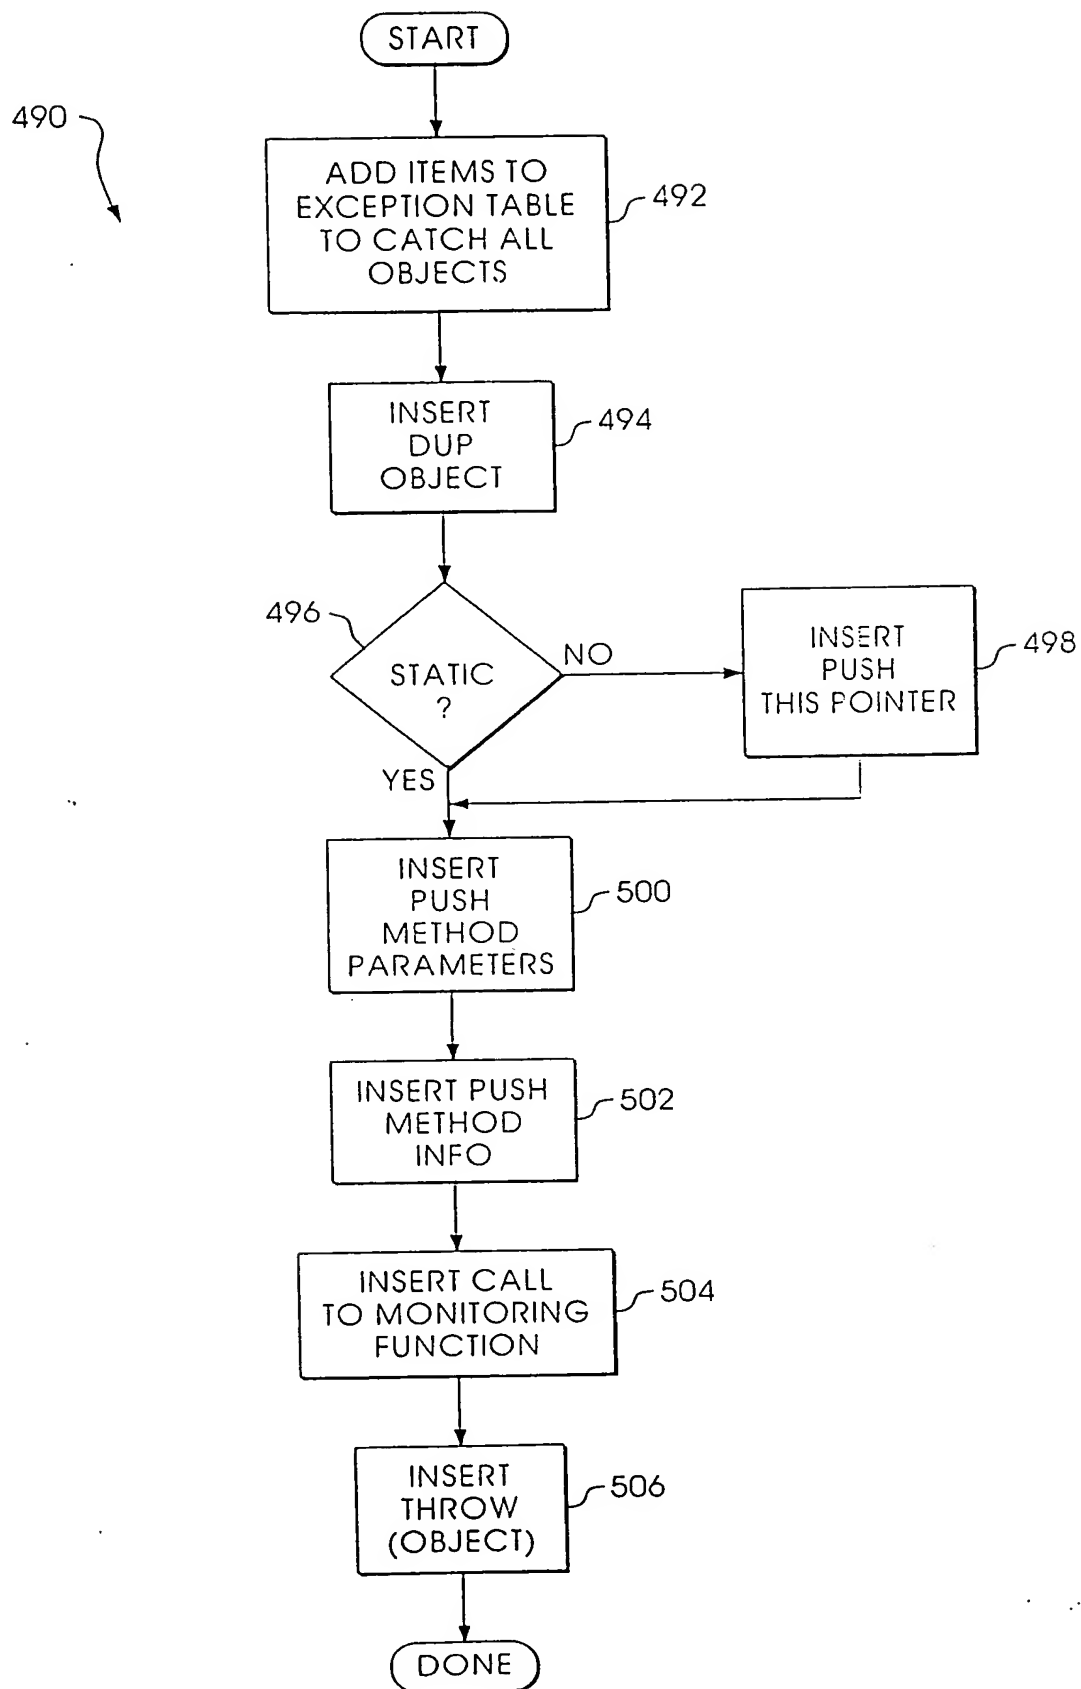 START
490
ADD ITEMS TO
EXCEPTION TABLE
TO CATCH ALL
OBJECTS
492
INSERT
DUP
OBJECT
494
496
STATIC
?
NO
INSERT
PUSH
THIS POINTER
498
YES
INSERT
PUSH
METHOD
PARAMETERS
500
INSERT PUSH
METHOD
INFO
502
INSERT CALL
TO MONITORING
FUNCTION
504
INSERT
THROW
(OBJECT)
506
DONE